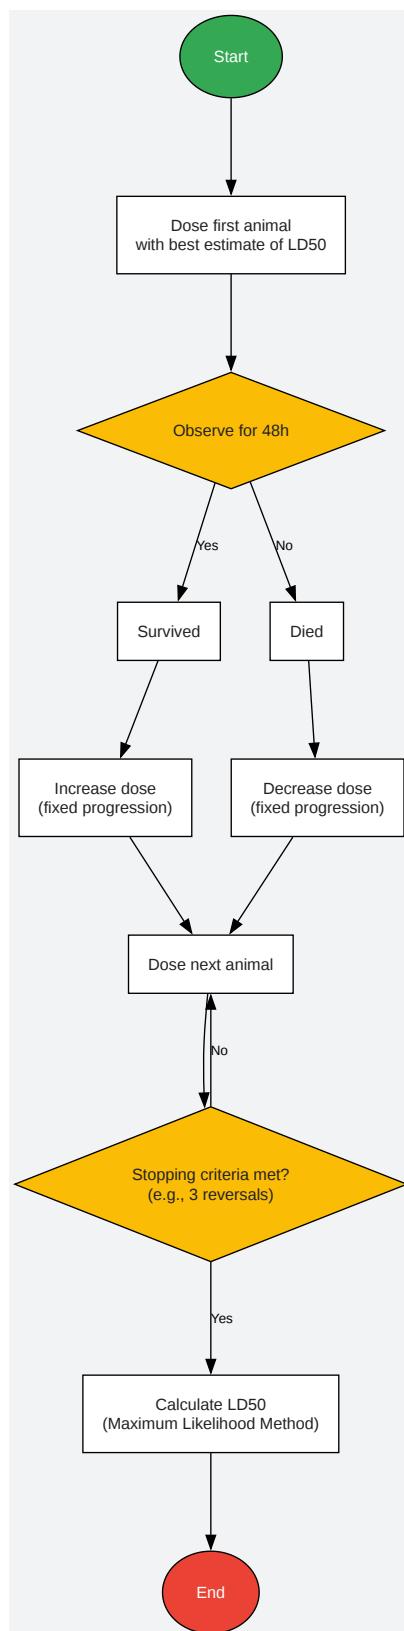 Start
Dose first animal
with best estimate of LD50
Observe for 48h
Yes
No
Survived
Died
Increase dose
(fixed progression)
Decrease dose
(fixed progression)
Dose next animal
No
Stopping criteria met?
(e.g., 3 reversals)
Yes
Calculate LD50
(Maximum Likelihood Method)
End